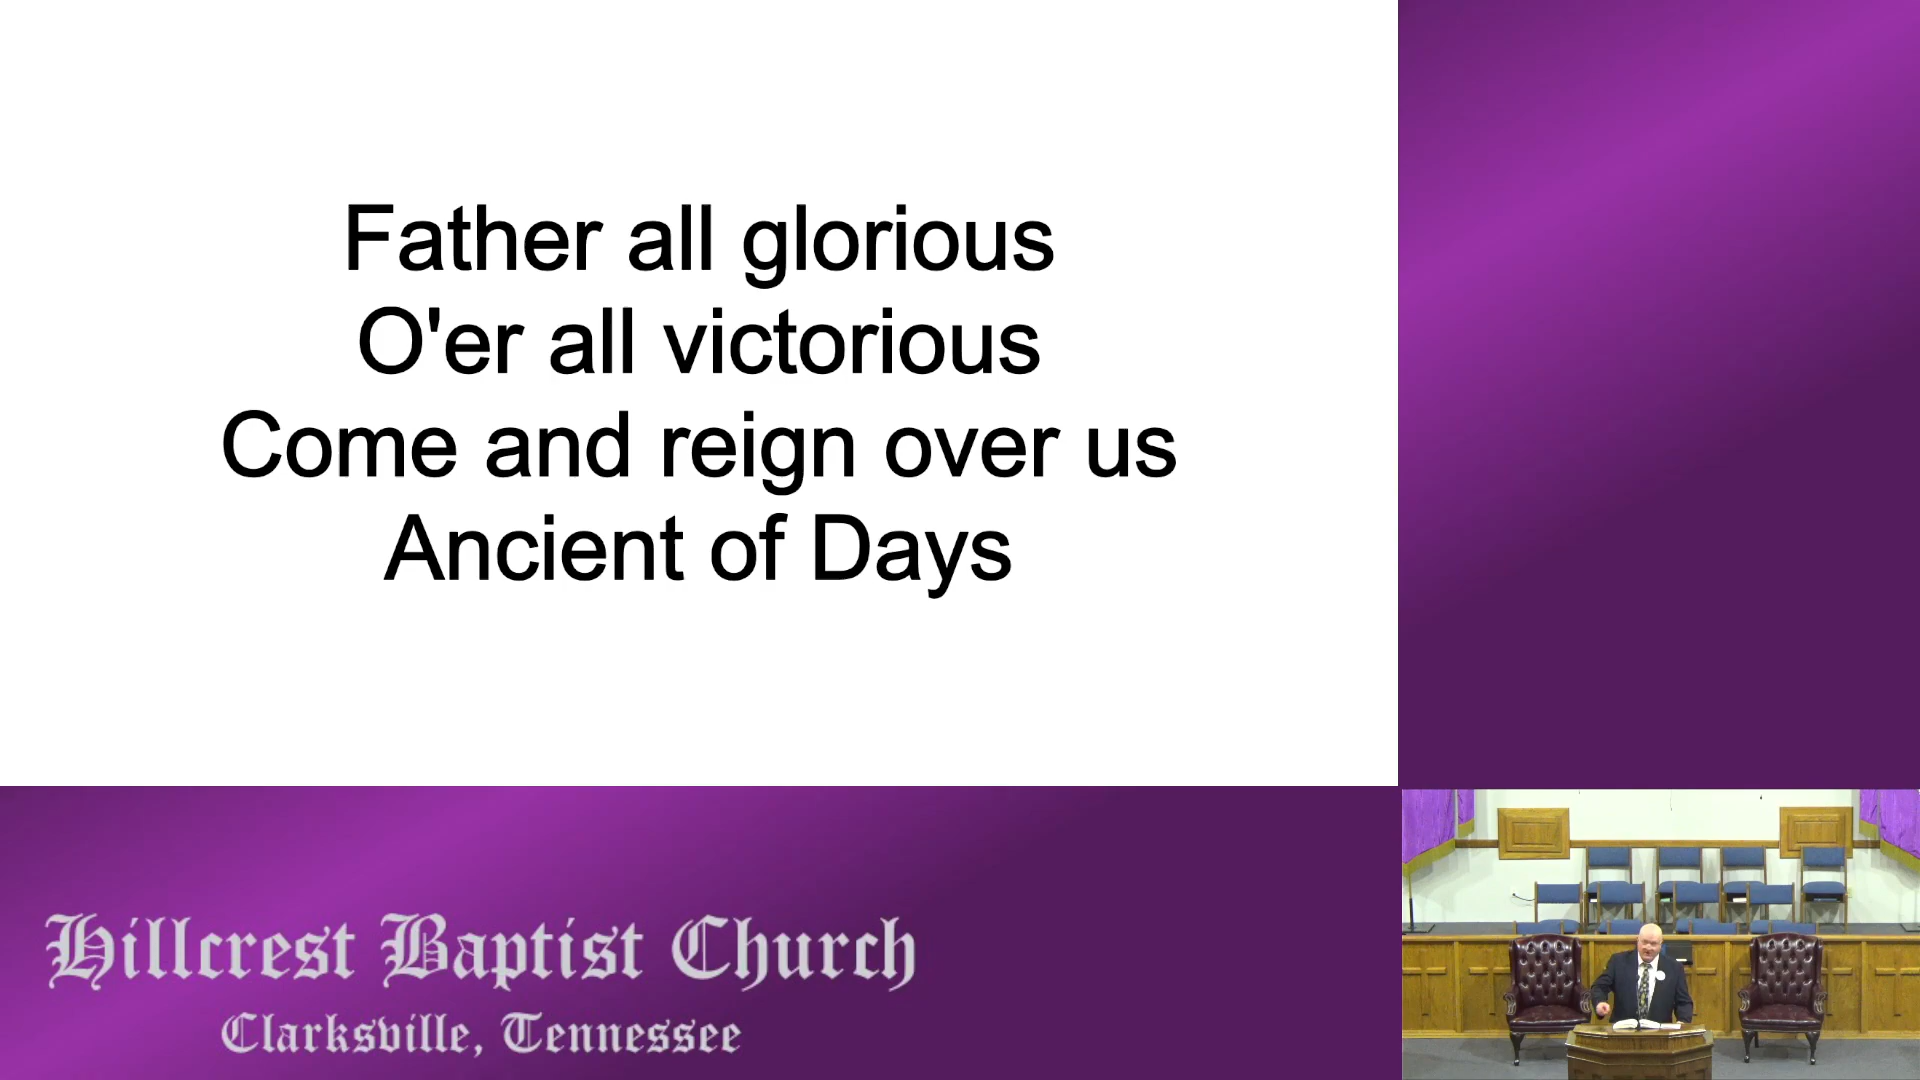 Father all glorious
O'er all victorious
Come and reign over us
Ancient of Days
Hillcrest Baptist Church
Clarksville, Tennessee